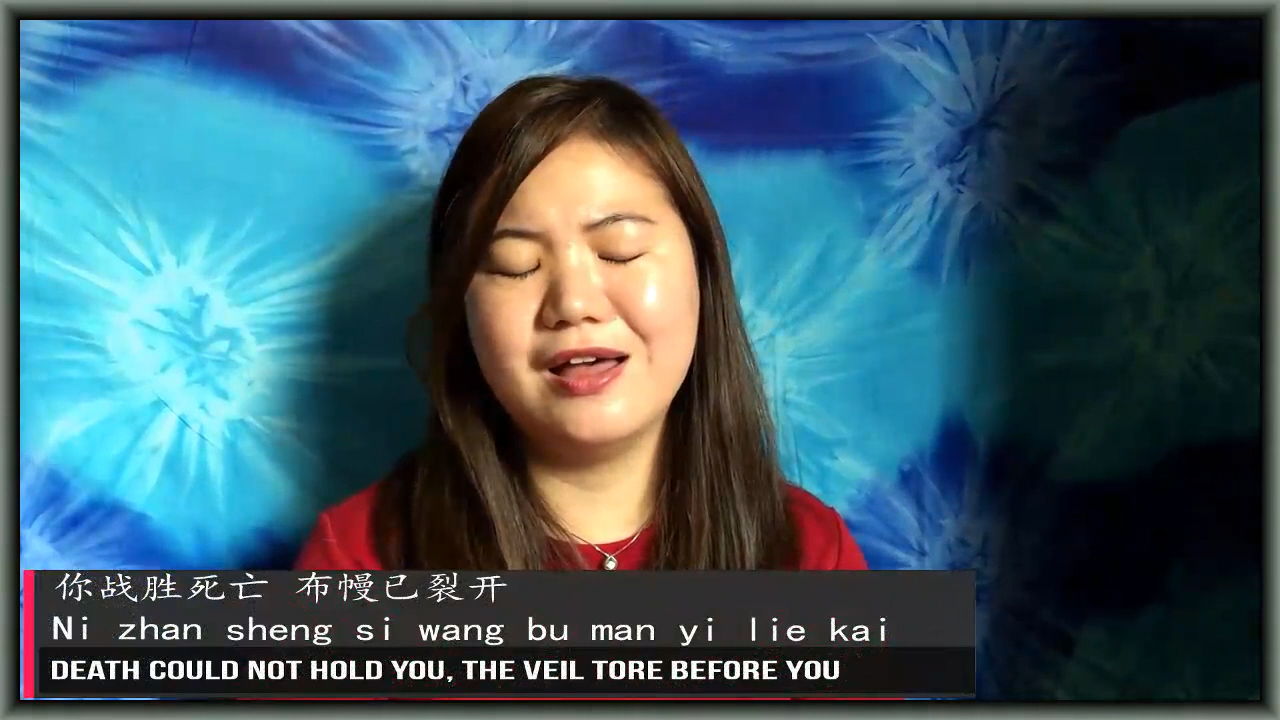 你战胜死亡 布幔已裂开
Ni zhan sheng si wang bu man yi lie kai
DEATH COULD NOT HOLD YOU, THE VEIL TORE BEFORE YOU